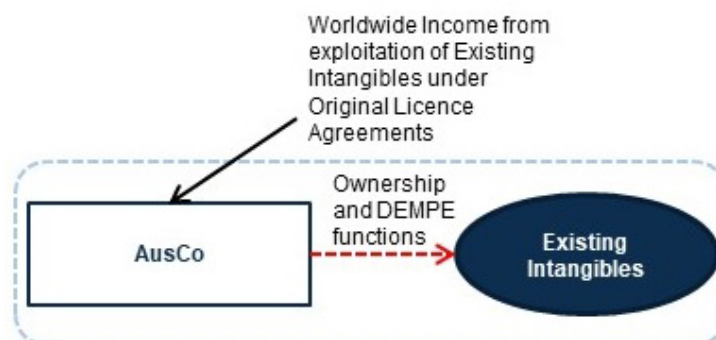 Worldwide Income from
exploitation of Existing
Intangibles under
Original Licence
Agreements
Ownership
and DEMPE
functions
AusCo
Existing
Intangibles